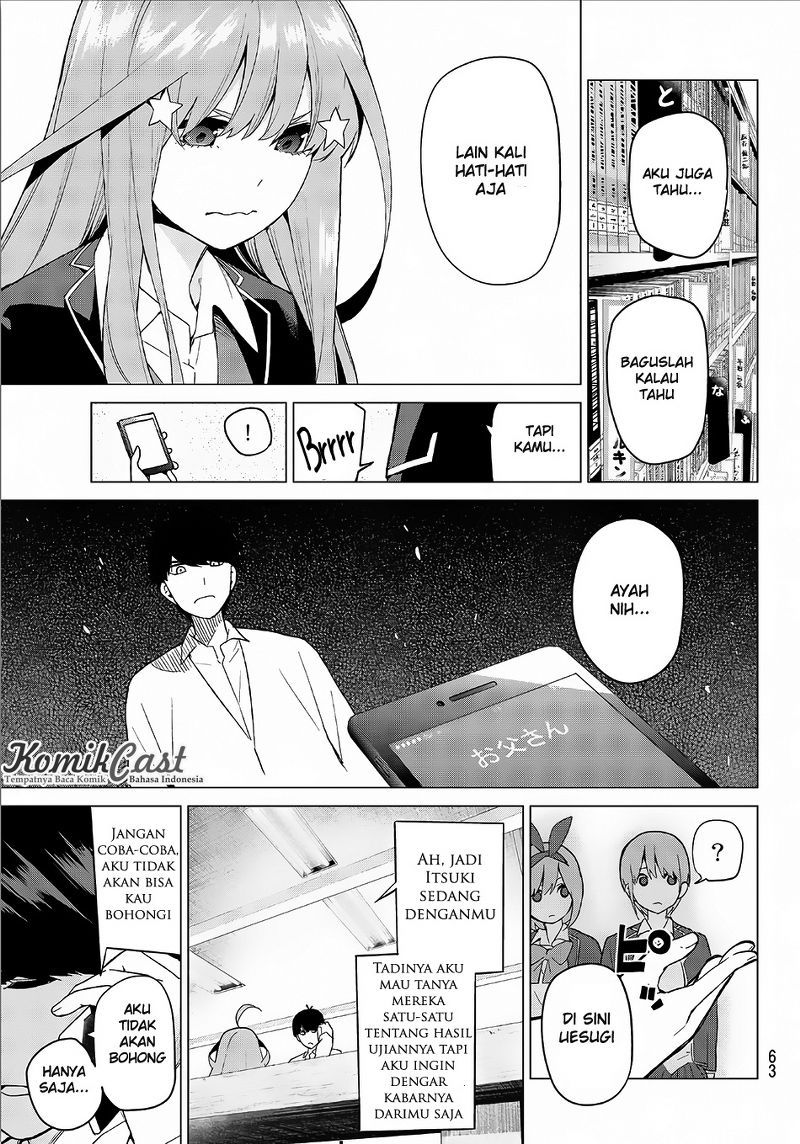 と
AKU JUGA
TAHU...
BAGUSLAH
KALAU
TAHU
LAIN KALI
HATI-HATI
AJA
TAPI
KAMU...
Brrrr
!
AYAH
NIH...
お父さん
KomikCast
Tempatnya Baca Komik Bahasa Indonesia
?
ピッ
DI SINI
UESUGI
AH, JADI
ITSUKI
SEDANG
DENGANMU
TADINYA AKU
MAU TANYA
MEREKA
SATU-SATU
TENTANG HASIL
UJIANNYA TAPI
AKU INGIN
DENGAR
KABARNYA
DARIMU SAJA
JANGAN
COBA-COBA,
AKU TIDAK
AKAN BISA
KAU
BOHONGI
AKU
TIDAK
AKAN
BOHONG
HANYA
SAJA...
63